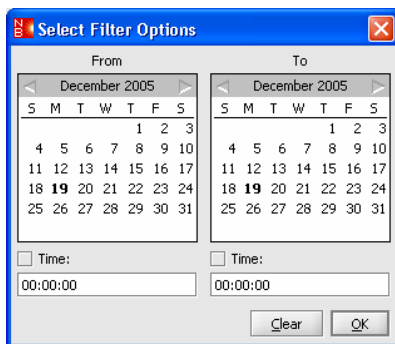 N B Select Filter Options
From To
December 2005 December 2005
S M T W T F S S M T W T F S
1 2 3 1 2 3
4 5 6 7 8 9 10 4 5 6 7 8 9 10
11 12 13 14 15 16 17 11 12 13 14 15 16 17
18 19 20 21 22 23 24 18 19 20 21 22 23 24
25 26 27 28 29 30 31 25 26 27 28 29 30 31
Time: Time:
00:00:00 00:00:00
Clear OK